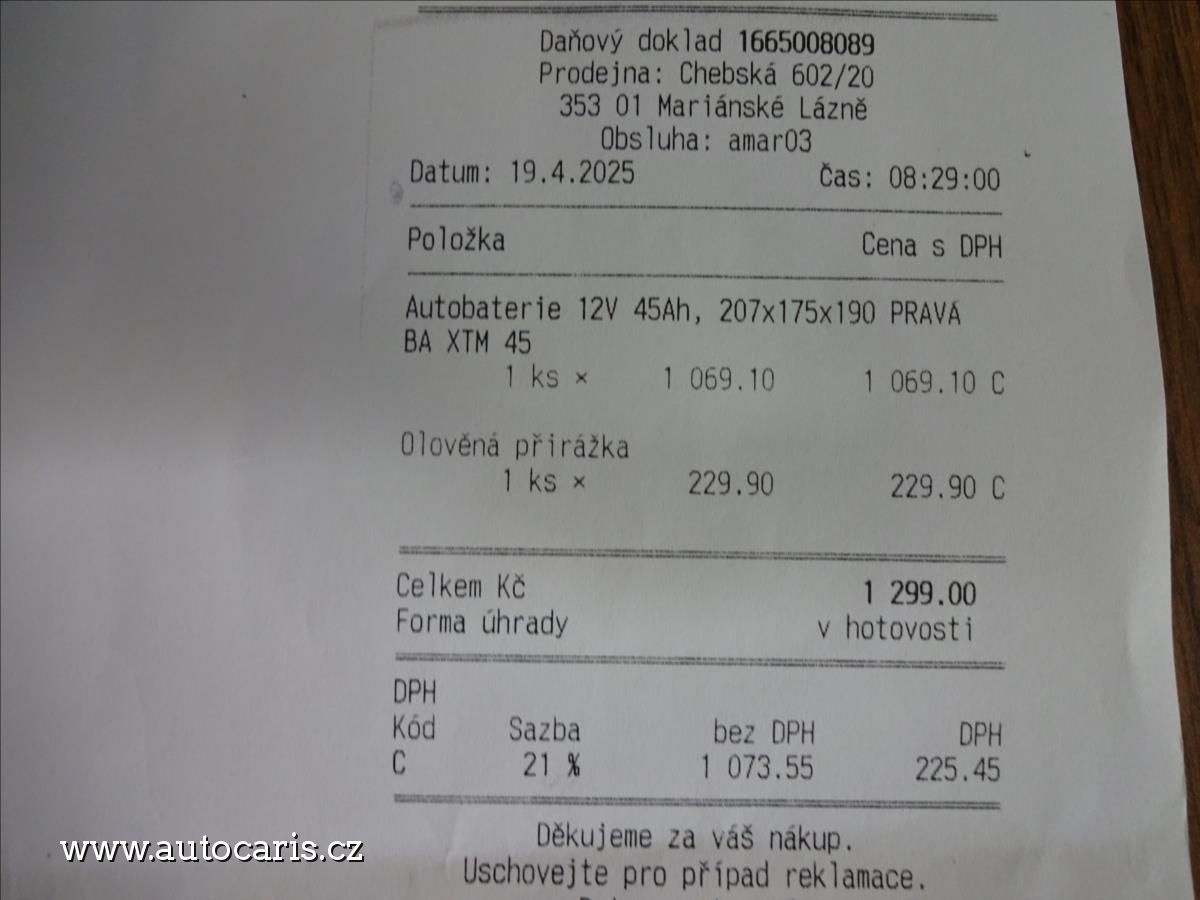 Daňový doklad 1665008089
Prodejna: Chebská 602/20
353 01 Mariánské Lázně
Obsluha: amar03
Datum: 19.4.2025 Čas: 08:29:00
Položka Cena s DPH
Autobaterie 12V 45Ah, 207x175x190 PRAVÁ
BA XTM 45
1 ks × 1 069.10 1 069.10 C
Olověná přirážka
1 ks × 229.90 229.90 C
Celkem Kč 1 299.00
Forma úhrady v hotovosti
DPH
Kód Sazba bez DPH DPH
C 21 % 1 073.55 225.45
Děkujeme za váš nákup.
Uschovejte pro případ reklamace.
www.autocaris.cz